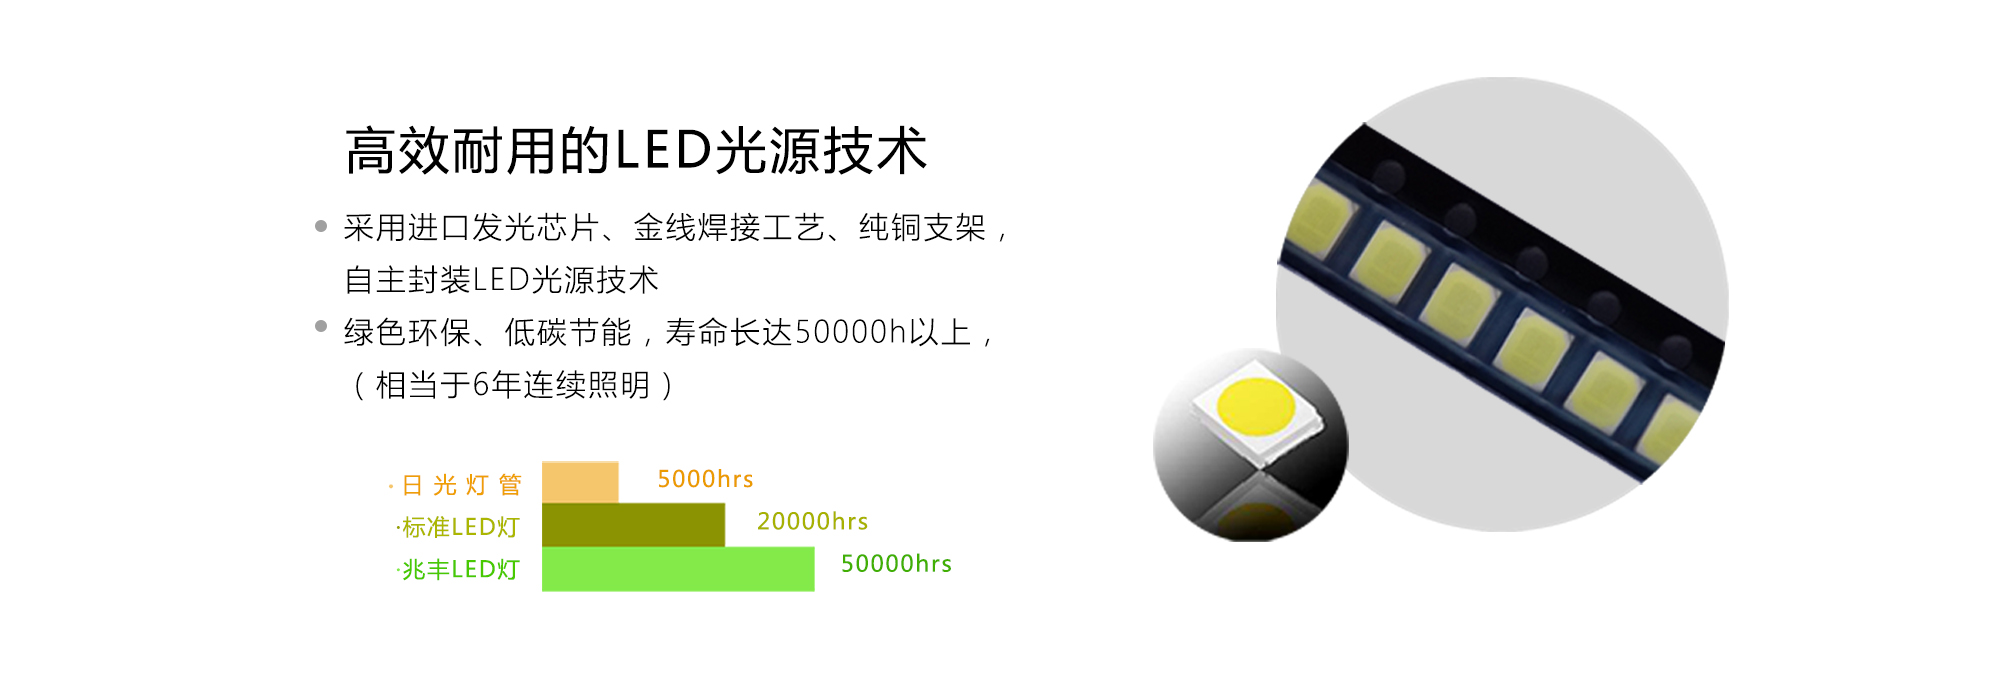 高效耐用的LED光源技术
采用进口发光芯片、金线焊接工艺、纯铜支架，
自主封装LED光源技术
绿色环保、低碳节能，寿命长达50000h以上，
（相当于6年连续照明）
·日光灯管 5000hrs
·标准LED灯 20000hrs
·兆丰LED灯 50000hrs